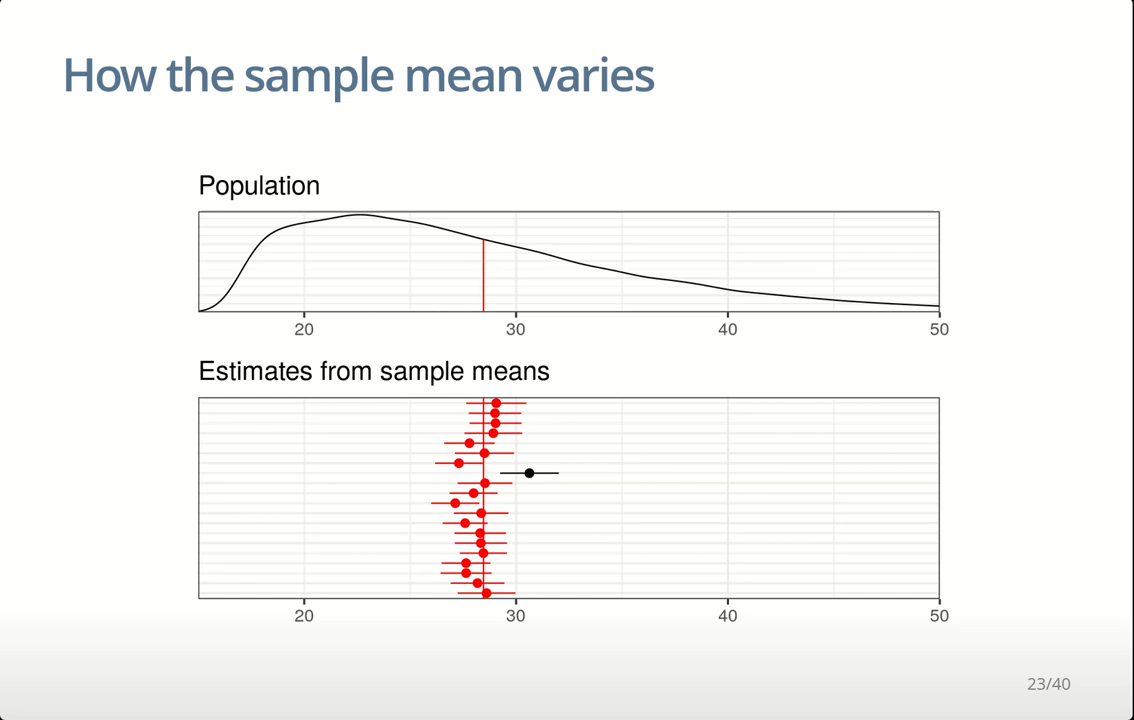 How the sample mean varies
Population
20 30 40 50
Estimates from sample means
20 30 40 50
23/40